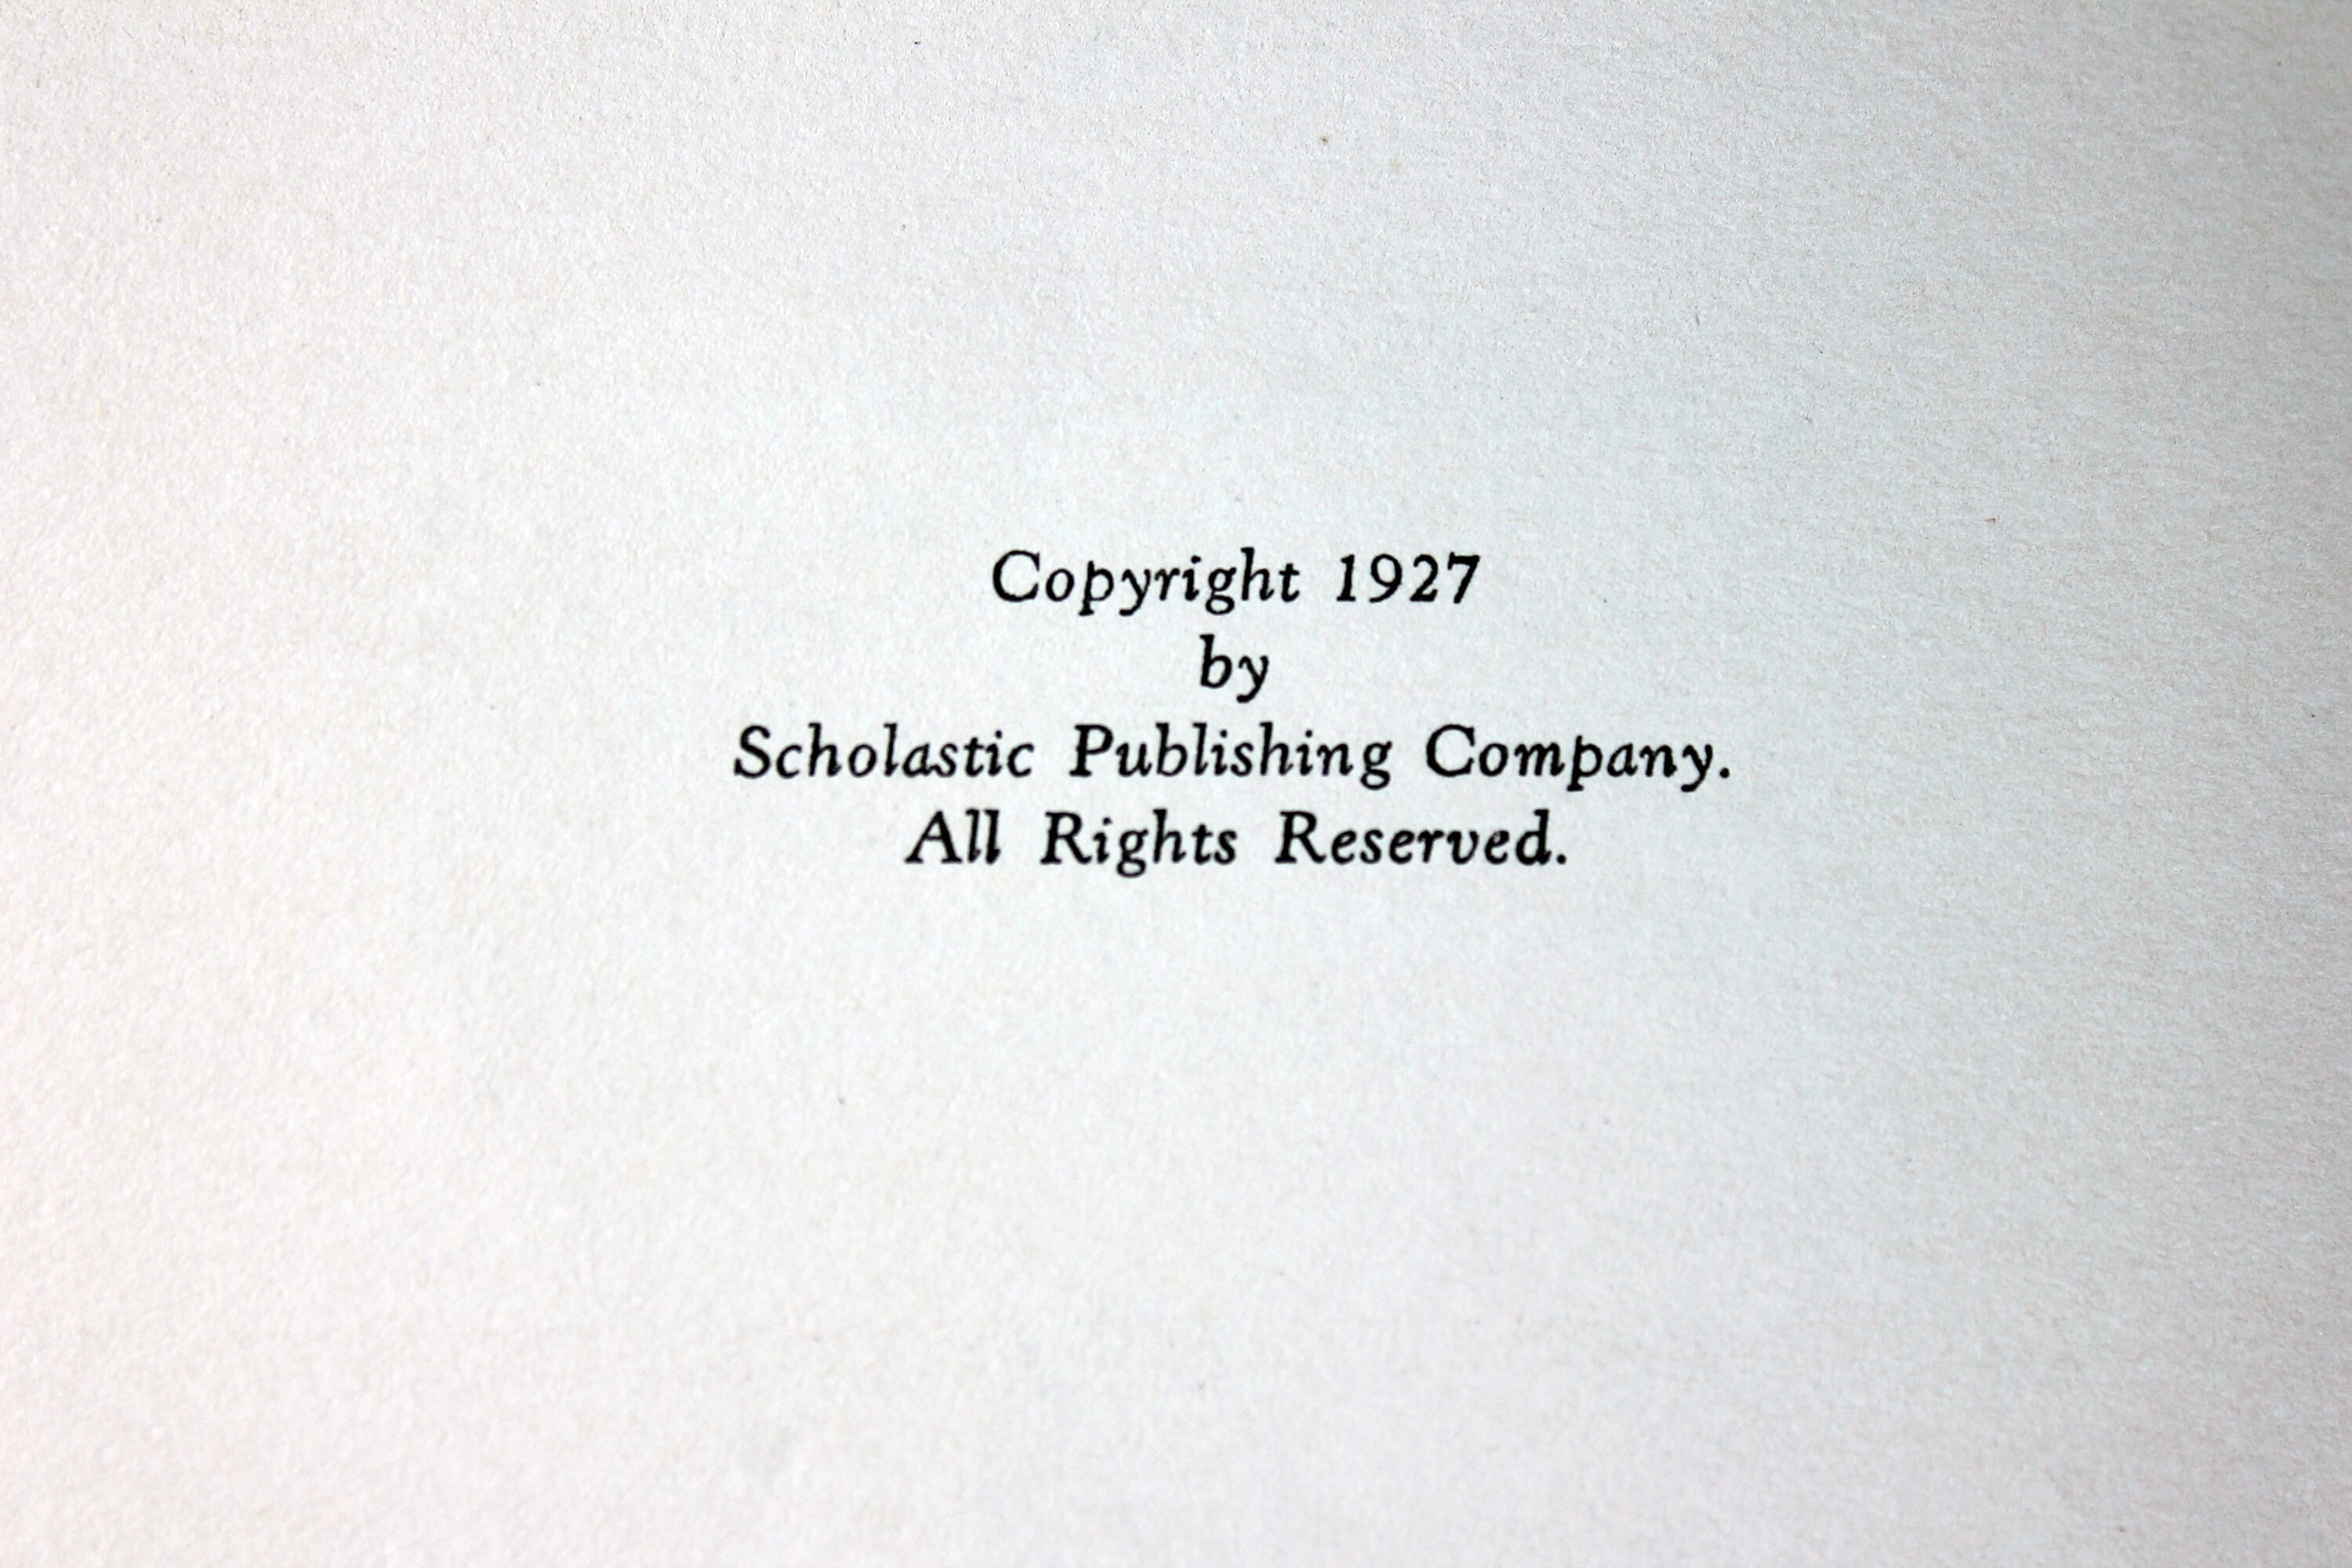 Copyright 1927
by
Scholastic Publishing Company.
All Rights Reserved.